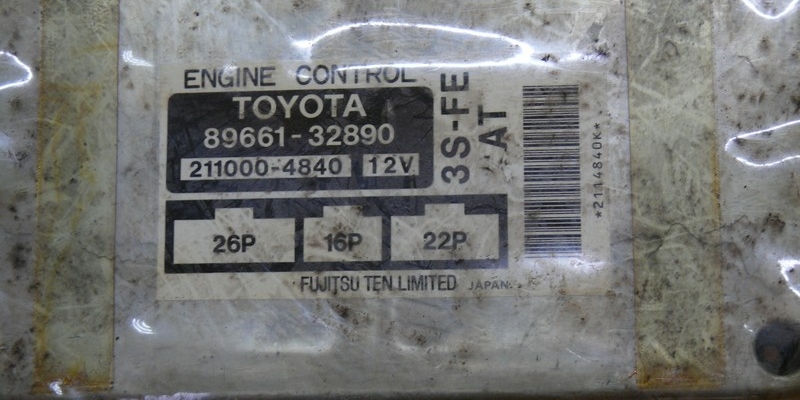 ENGINE CONTROL
TOYOTA
89661-32890
211000-4840 12V
3S-FE
AT
26P 16P 22P
FUJITSU TEN LIMITED JAPAN
*2114840K*